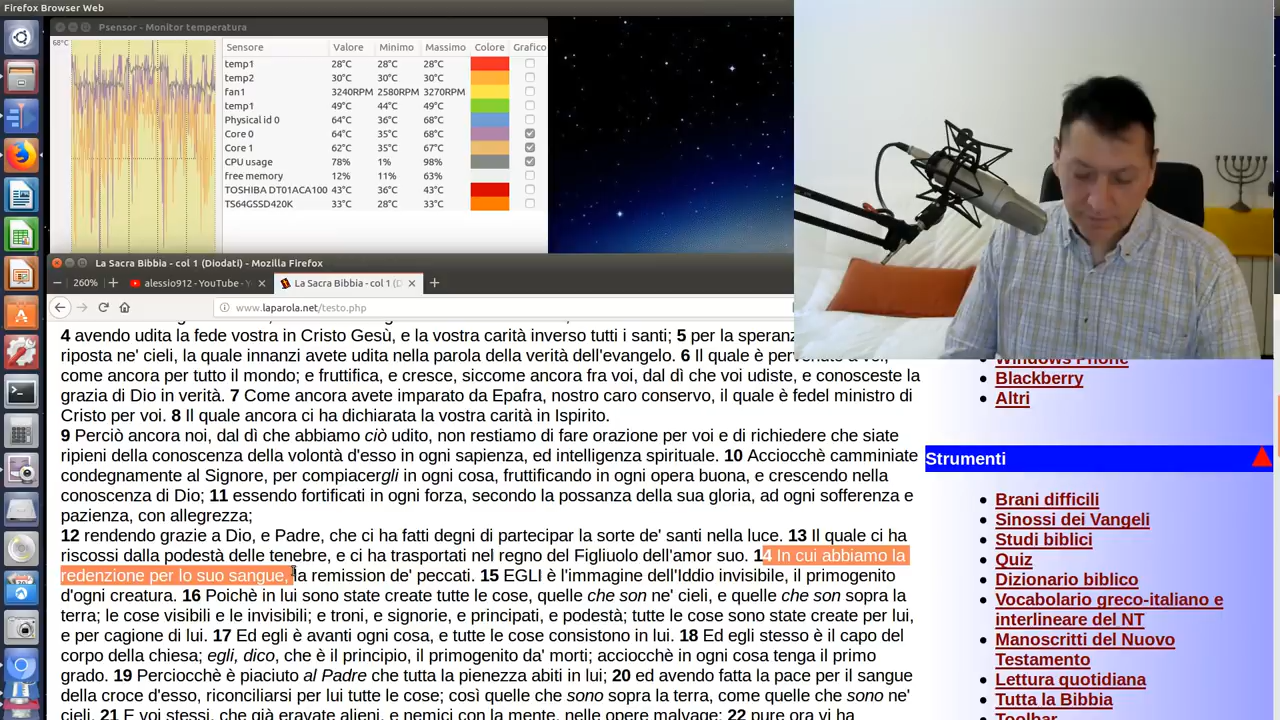 Firefox Browser Web
Psensor - Monitor temperatura
68°C
Sensore Valore Minimo Massimo Colore Grafico
temp1 28°C 28°C 28°C
temp2 30°C 30°C 30°C
fan1 3240RPM 2580RPM 3270RPM
temp1 49°C 44°C 49°C
Physical id 0 64°C 36°C 68°C
Core 0 64°C 35°C 68°C
Core 1 62°C 35°C 67°C
CPU usage 78% 1% 98%
free memory 12% 11% 63%
TOSHIBA DT01ACA100 43°C 36°C 43°C
TS64GSSD420K 33°C 28°C 33°C
La Sacra Bibbia - col 1 (Diodati) - Mozilla Firefox
260% alessio912 - YouTube - Y La Sacra Bibbia - col 1 (D
www.laparola.net/testo.php
4 avendo udita la fede vostra in Cristo Gesù, e la vostra carità inverso tutti i santi; 5 per la speranz
riposta ne' cieli, la quale innanzi avete udita nella parola della verità dell'evangelo. 6 Il quale è
come ancora per tutto il mondo; e fruttifica, e cresce, siccome ancora fra voi, dal dì che voi udiste, e conosceste la
grazia di Dio in verità. 7 Come ancora avete imparato da Epafra, nostro caro conservo, il quale è fedel ministro di
Cristo per voi. 8 Il quale ancora ci ha dichiarata la vostra carità in Ispirito.
9 Perciò ancora noi, dal dì che abbiamo ciò udito, non restiamo di fare orazione per voi e di richiedere che siate
ripieni della conoscenza della volontà d'esso in ogni sapienza, ed intelligenza spirituale. 10 Acciocchè camminiate
condegnamente al Signore, per compiacergli in ogni cosa, fruttificando in ogni opera buona, e crescendo nella
conoscenza di Dio; 11 essendo fortificati in ogni forza, secondo la possanza della sua gloria, ad ogni sofferenza e
pazienza, con allegrezza;
12 rendendo grazie a Dio, e Padre, che ci ha fatti degni di partecipar la sorte de' santi nella luce. 13 Il quale ci ha
riscossi dalla podestà delle tenebre, e ci ha trasportati nel regno del Figliuolo dell'amor suo. 14 In cui abbiamo la
redenzione per lo suo sangue, la remission de' peccati. 15 EGLI è l'immagine dell'Iddio invisibile, il primogenito
d'ogni creatura. 16 Poichè in lui sono state create tutte le cose, quelle che son ne' cieli, e quelle che son sopra la
terra; le cose visibili e le invisibili; e troni, e signorie, e principati, e podestà; tutte le cose sono state create per lui,
e per cagione di lui. 17 Ed egli è avanti ogni cosa, e tutte le cose consistono in lui. 18 Ed egli stesso è il capo del
corpo della chiesa; egli, dico, che è il principio, il primogenito da' morti; acciocchè in ogni cosa tenga il primo
grado. 19 Perciocchè è piaciuto al Padre che tutta la pienezza abiti in lui; 20 ed avendo fatta la pace per il sangue
della croce d'esso, riconciliarsi per lui tutte le cose; così quelle che sono sopra la terra, come quelle che sono ne'
cieli. 21 E voi stessi, che già eravate alieni, e nemici con la mente, nelle opere malvage; 22 pure ora vi ha
Windows Phone
Blackberry
Altri
Strumenti
Brani difficili
Sinossi dei Vangeli
Studi biblici
Quiz
Dizionario biblico
Vocabolario greco-italiano e
interlineare del NT
Manoscritti del Nuovo
Testamento
Lettura quotidiana
Tutta la Bibbia
Toolbar